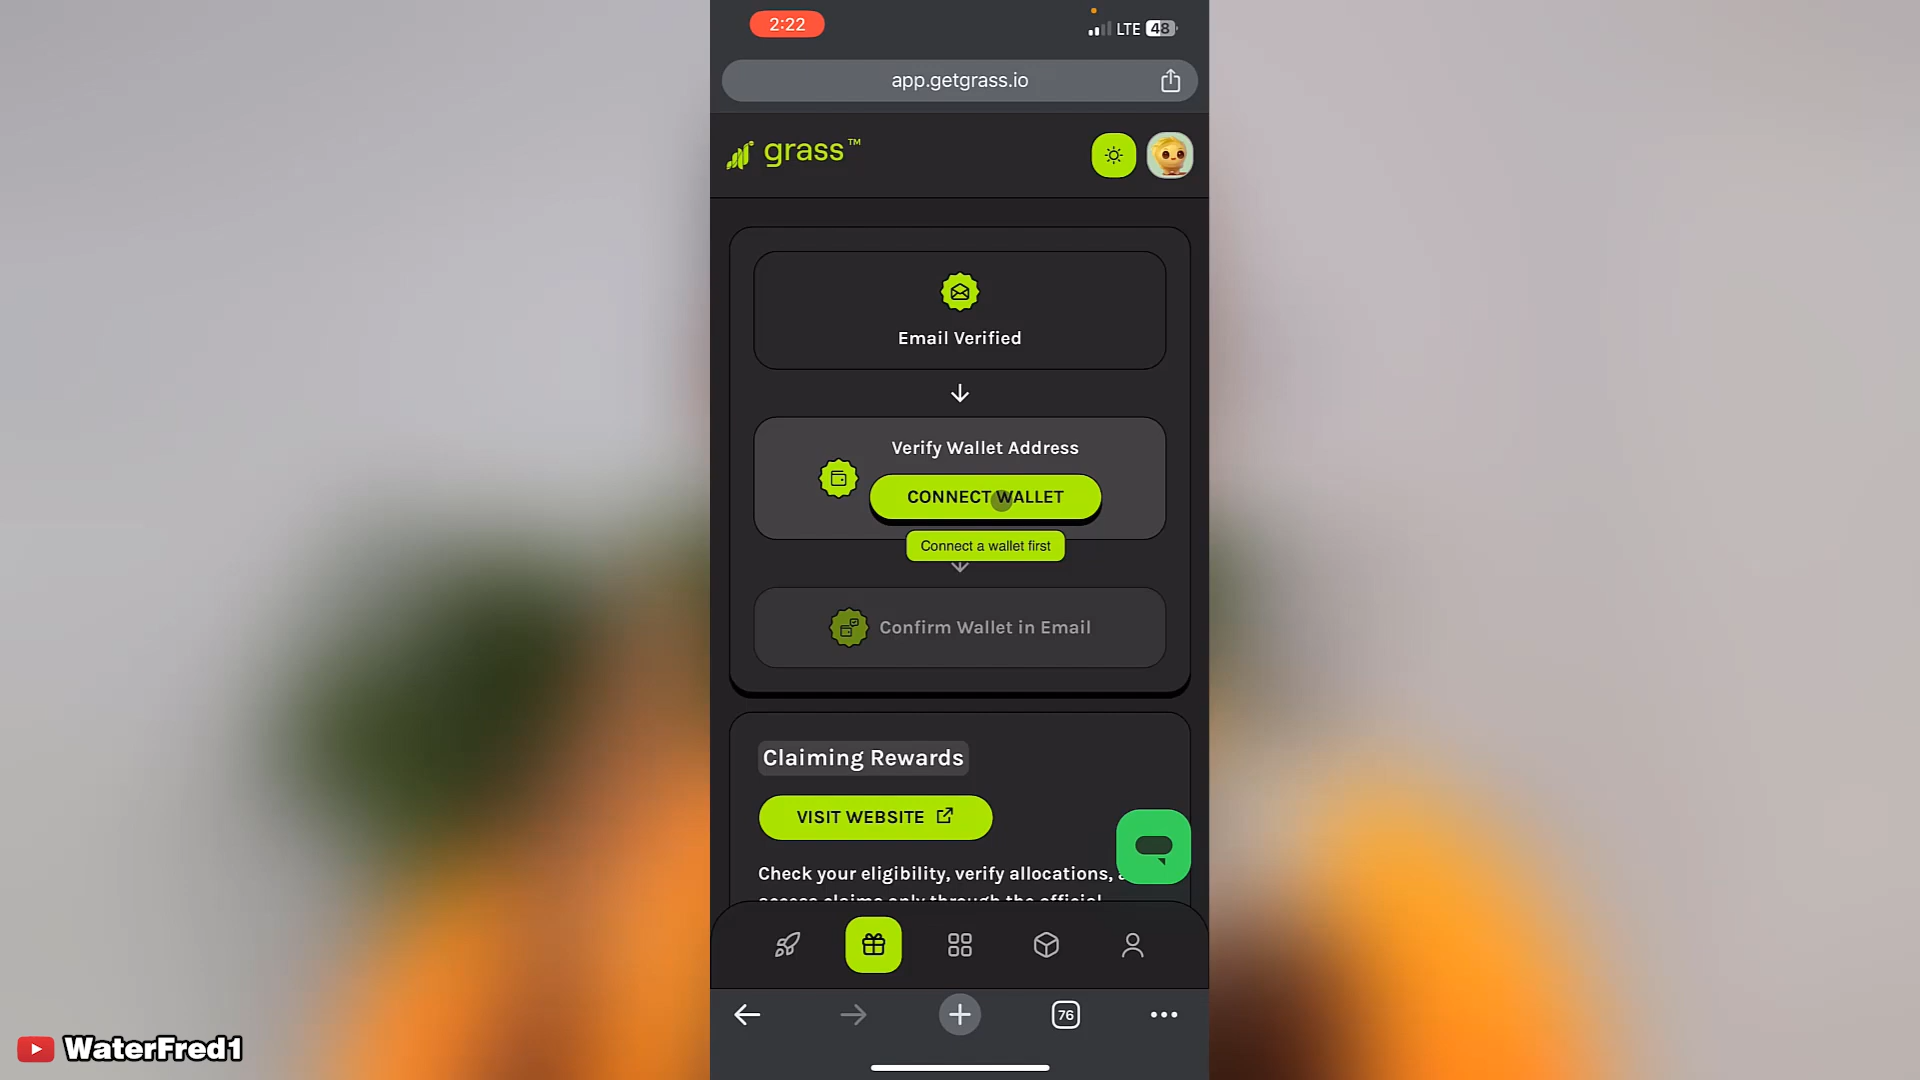 2:22
LTE 48
app.getgrass.io
grass™
Email Verified
Verify Wallet Address
CONNECT WALLET
Connect a wallet first
Confirm Wallet in Email
Claiming Rewards
VISIT WEBSITE
Check your eligibility, verify allocations,
access claims only through the official
76
WaterFred1